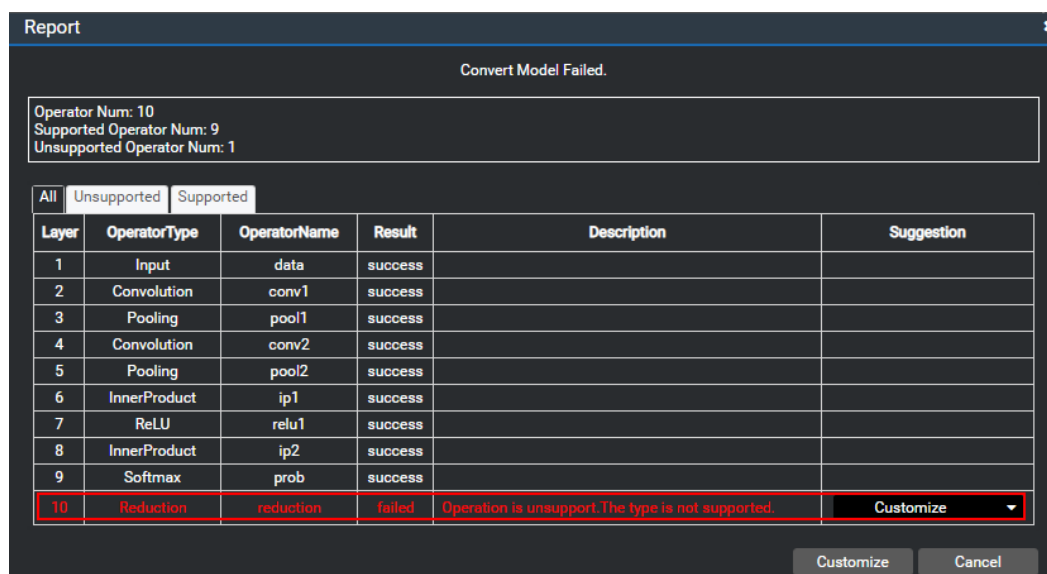 Report
Convert Model Failed.
Operator Num: 10
Supported Operator Num: 9
Unsupported Operator Num: 1
All Unsupported Supported
Layer OperatorType OperatorName Result Description Suggestion
1 Input data success
2 Convolution conv1 success
3 Pooling pool1 success
4 Convolution conv2 success
5 Pooling pool2 success
6 InnerProduct ip1 success
7 ReLU relu1 success
8 InnerProduct ip2 success
9 Softmax prob success
10 Reduction reduction failed Operation is unsupport.The type is not supported. Customize
Customize Cancel